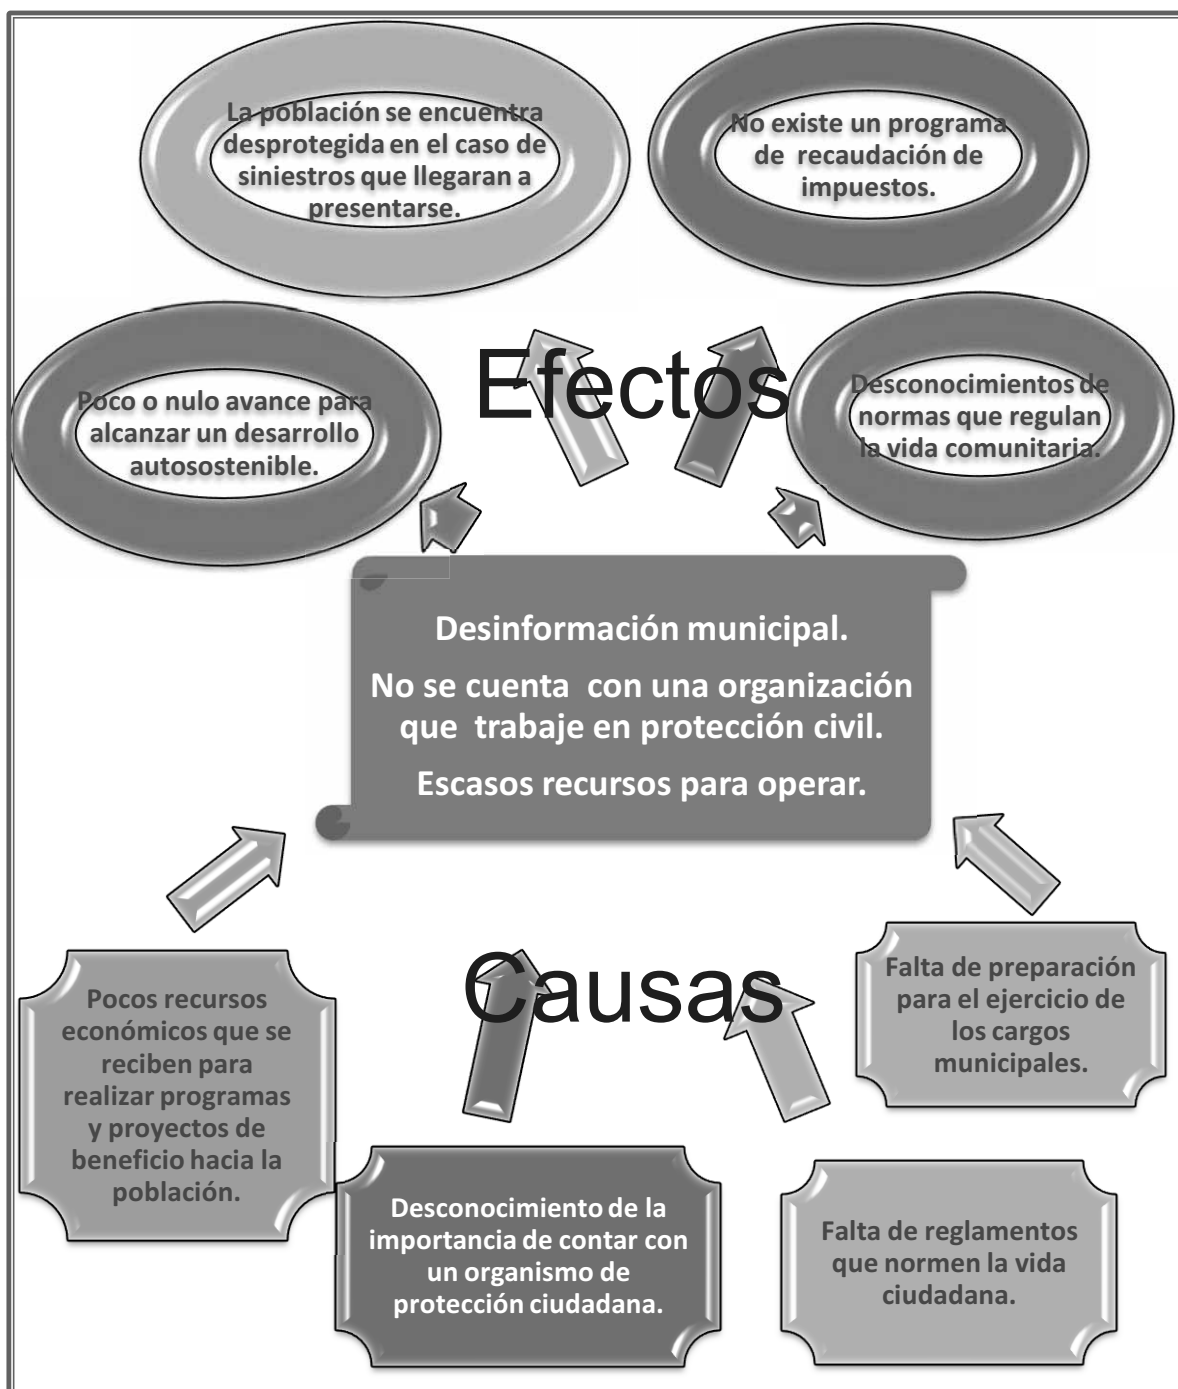 La población se encuentra
desprotegida en el caso de
siniestros que llegaran a
presentarse.
No existe un programa
de recaudación de
impuestos.
Efectos
Poco o nulo avance para
alcanzar un desarrollo
autosostenible.
Desconocimientos de
normas que regulan
la vida comunitaria.
Desinformación municipal.
No se cuenta con una organización
que trabaje en protección civil.
Escasos recursos para operar.
Causas
Pocos recursos
económicos que se
reciben para
realizar programas
y proyectos de
beneficio hacia la
población.
Desconocimiento de la
importancia de contar con
un organismo de
protección ciudadana.
Falta de reglamentos
que normen la vida
ciudadana.
Falta de preparación
para el ejercicio de
los cargos
municipales.